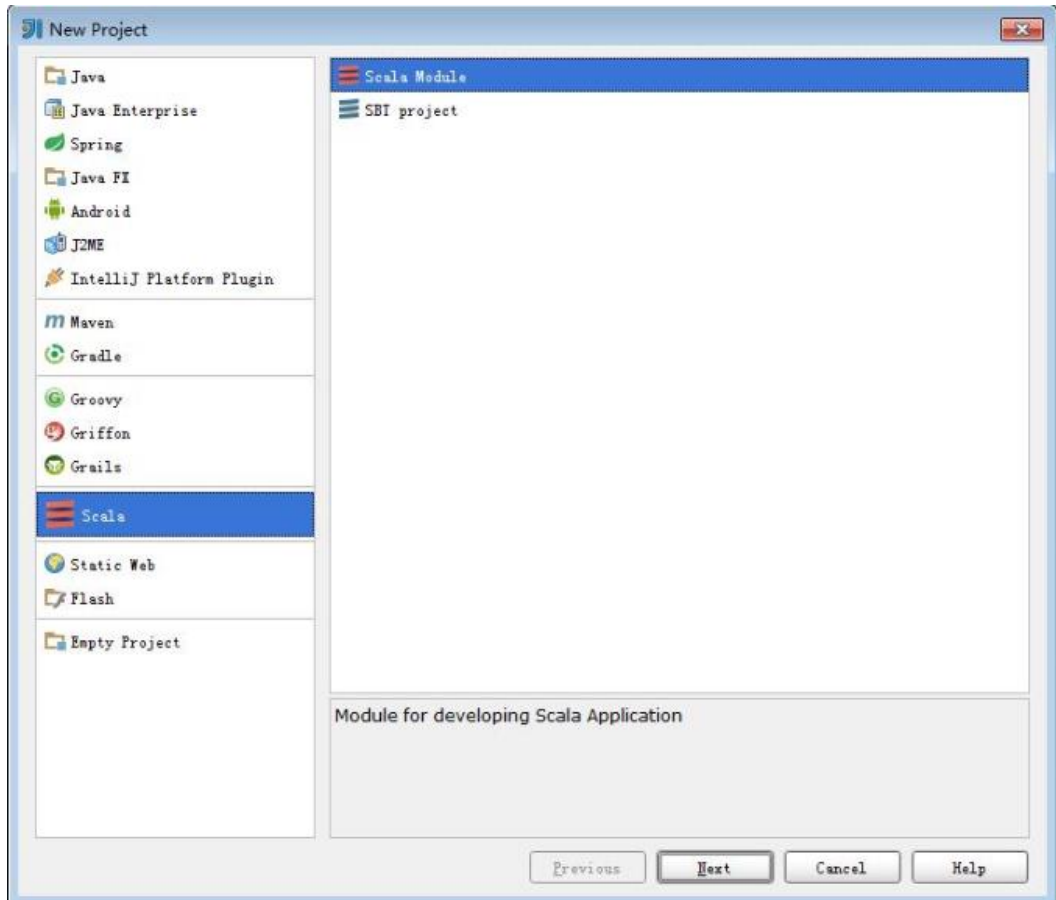 New Project
Java
Java Enterprise
Spring
Java FX
Android
J2ME
IntelliJ Platform Plugin
Maven
Gradle
Groovy
Griffon
Grails
Scala
Static Web
Flash
Empty Project
Scala Module
SBT project
Module for developing Scala Application
Previous
Next
Cancel
Help